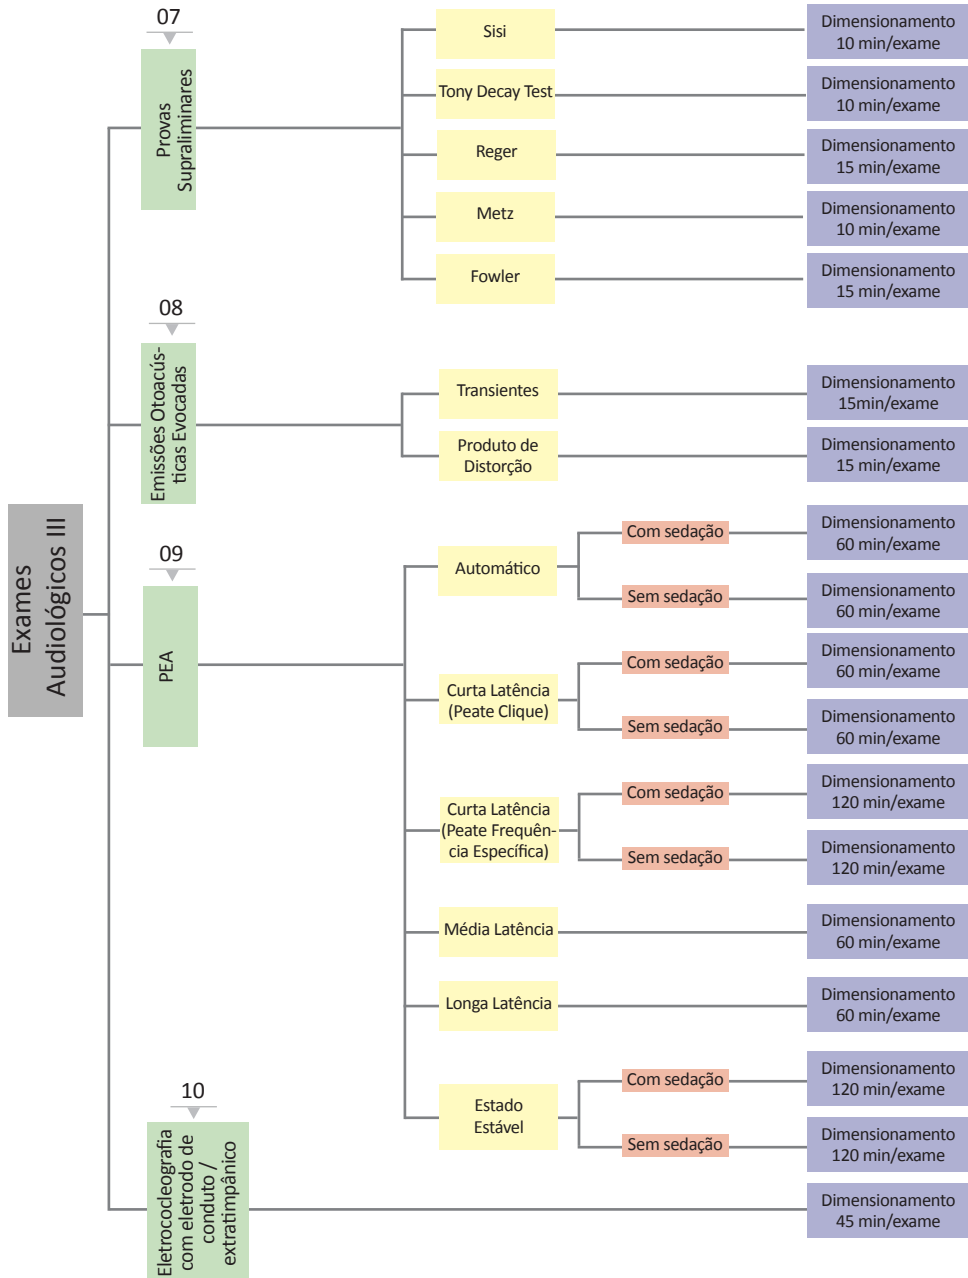 Exames
Audiológicos III
07
Provas
Supraliminares
Sisi
Dimensionamento
10 min/exame
Tony Decay Test
Dimensionamento
10 min/exame
Reger
Dimensionamento
15 min/exame
Metz
Dimensionamento
10 min/exame
Fowler
Dimensionamento
15 min/exame
08
Emissões Otoacús-
ticas Evocadas
Transientes
Dimensionamento
15min/exame
Produto de
Distorção
Dimensionamento
15 min/exame
09
PEA
Automático
Com sedação
Dimensionamento
60 min/exame
Sem sedação
Dimensionamento
60 min/exame
Curta Latência
(Peate Clique)
Com sedação
Dimensionamento
60 min/exame
Sem sedação
Dimensionamento
60 min/exame
Curta Latência
(Peate Frequên-
cia Específica)
Com sedação
Dimensionamento
120 min/exame
Sem sedação
Dimensionamento
120 min/exame
Média Latência
Dimensionamento
60 min/exame
Longa Latência
Dimensionamento
60 min/exame
Estado
Estável
Com sedação
Dimensionamento
120 min/exame
Sem sedação
Dimensionamento
120 min/exame
10
Eletrococleografia
com eletrodo de
conduto /
extratimpânico
Dimensionamento
45 min/exame